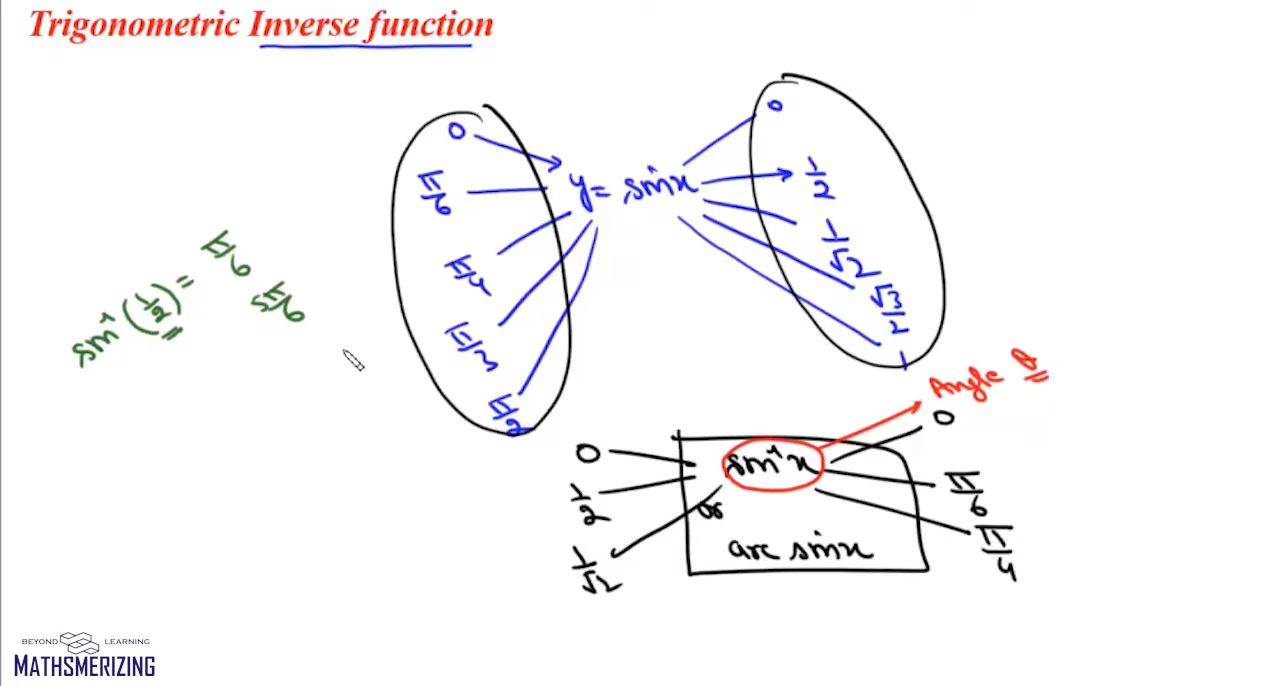 Trigonometric Inverse function
0
π/6
π/4
π/3
π/2
y = sin x
0
1/2
1/√2
√3/2
1
sin⁻¹(1/2) = π/6
5π/6
Angle θ
0
1/2
1/√2
sin⁻¹x
or
arc sin x
0
π/6
π/4
BEYOND LEARNING
MATHSMERIZING